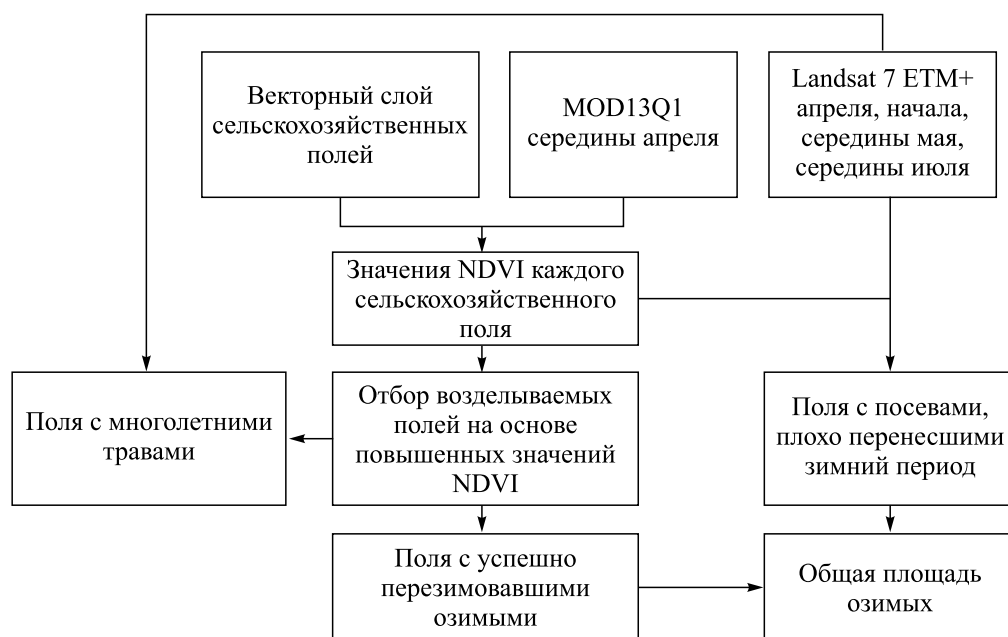 Векторный слой
сельскохозяйственных
полей
MOD13Q1
середины апреля
Landsat 7 ETM+
апреля, начала,
середины мая,
середины июля
Значения NDVI каждого
сельскохозяйственного
поля
Поля с многолетними
травами
Отбор возделываемых
полей на основе
повышенных значений
NDVI
Поля с посевами,
плохо перенесшими
зимний период
Поля с успешно
перезимовавшими
озимыми
Общая площадь
озимых